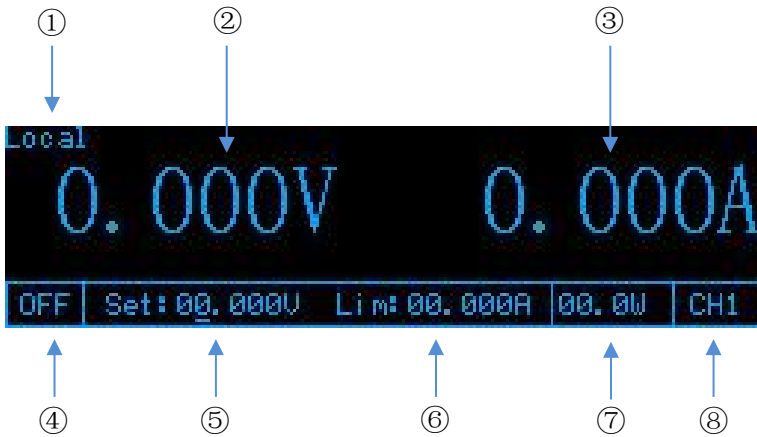 ① ② ③
Local
0.000V 0.000A
OFF Set:00.000V Lim:00.000A 00.0W CH1
④ ⑤ ⑥ ⑦ ⑧